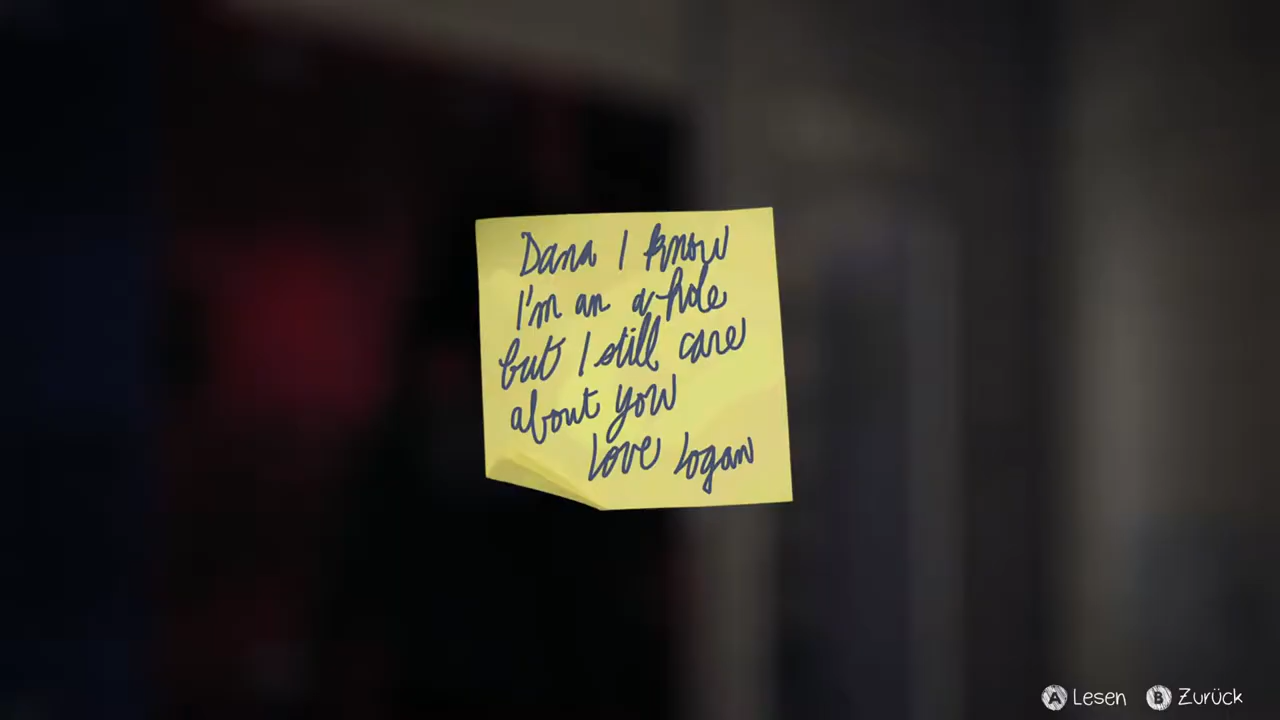 Dana I know
I'm an a-hole
but I still care
about you
Love Logan
A Lesen B Zurück